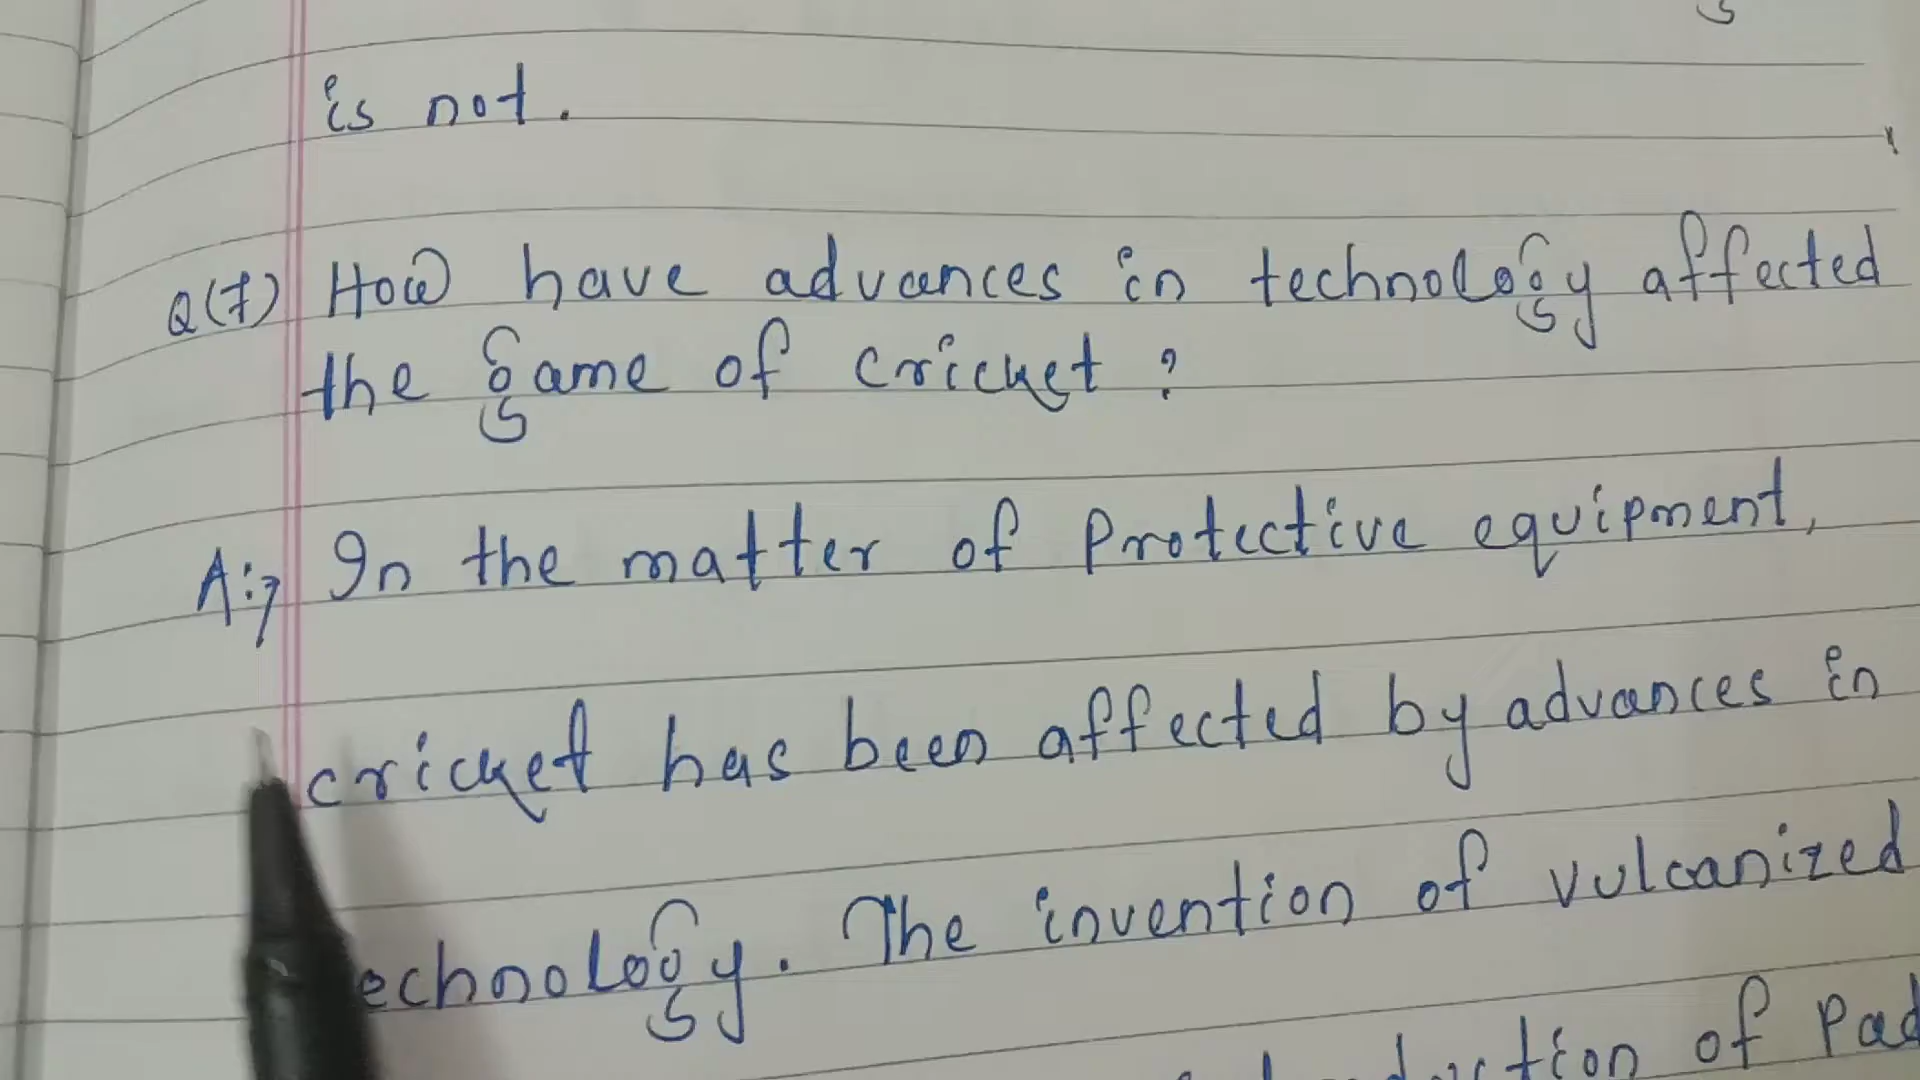 is not.
Q(7) How have advances in technology affected
the game of cricket ?
A:→ In the matter of Protective equipment,
cricket has been affected by advances in
echnology. The invention of vulcanized
of Pad